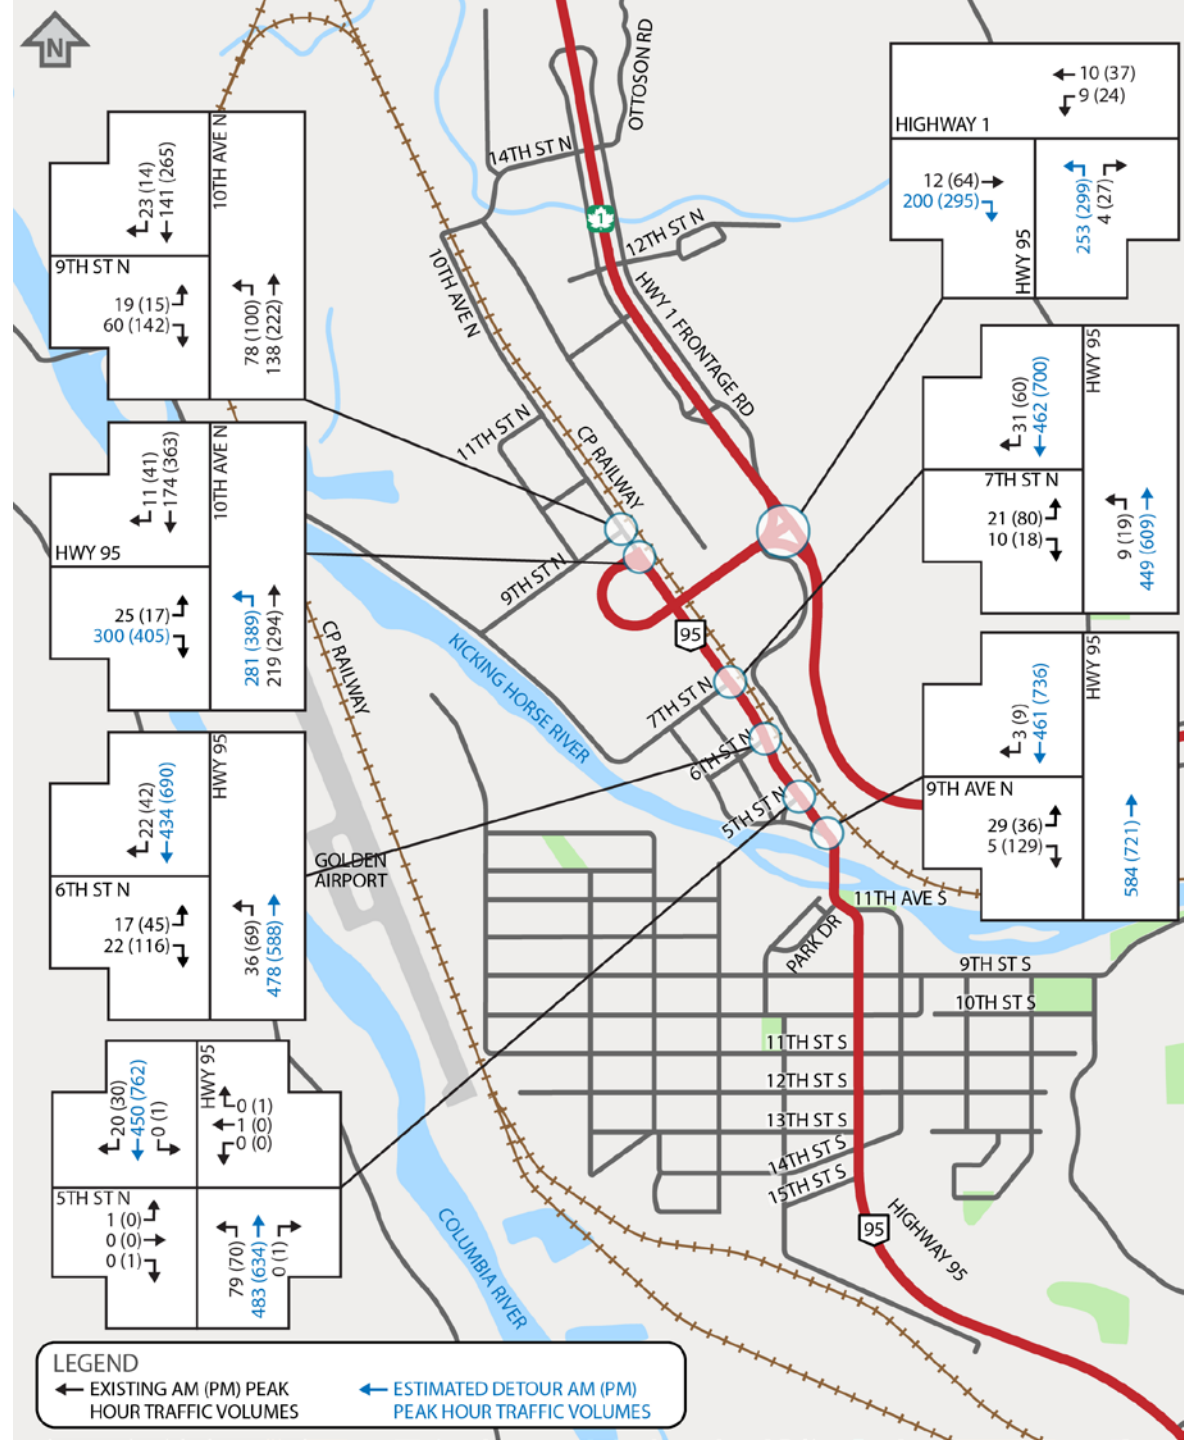 N
OTTOSON RD
14TH ST N
1
12TH ST N
10TH AVE N
HWY 1 FRONTAGE RD
11TH ST N
CP RAILWAY
9TH ST N
95
KICKING HORSE RIVER
CP RAILWAY
7TH ST N
6TH ST N
5TH ST N
GOLDEN
AIRPORT
11TH AVE S
PARK DR
9TH ST S
10TH ST S
11TH ST S
12TH ST S
13TH ST S
14TH ST S
15TH ST S
95
HIGHWAY 95
COLUMBIA RIVER
23 (14)
141 (265)
10TH AVE N
9TH ST N
19 (15)
60 (142)
78 (100)
138 (222)
11 (41)
174 (363)
10TH AVE N
HWY 95
25 (17)
300 (405)
281 (389)
219 (294)
22 (42)
434 (690)
HWY 95
6TH ST N
17 (45)
22 (116)
36 (69)
478 (588)
20 (30)
450 (762)
0 (1)
HWY 95
0 (1)
1 (0)
0 (0)
5TH ST N
1 (0)
0 (0)
0 (1)
79 (70)
483 (634)
0 (1)
10 (37)
9 (24)
HIGHWAY 1
12 (64)
200 (295)
HWY 95
253 (299)
4 (27)
31 (60)
462 (700)
HWY 95
7TH ST N
21 (80)
10 (18)
9 (19)
449 (609)
3 (9)
461 (736)
HWY 95
9TH AVE N
29 (36)
5 (129)
584 (721)
LEGEND
EXISTING AM (PM) PEAK
HOUR TRAFFIC VOLUMES
ESTIMATED DETOUR AM (PM)
PEAK HOUR TRAFFIC VOLUMES